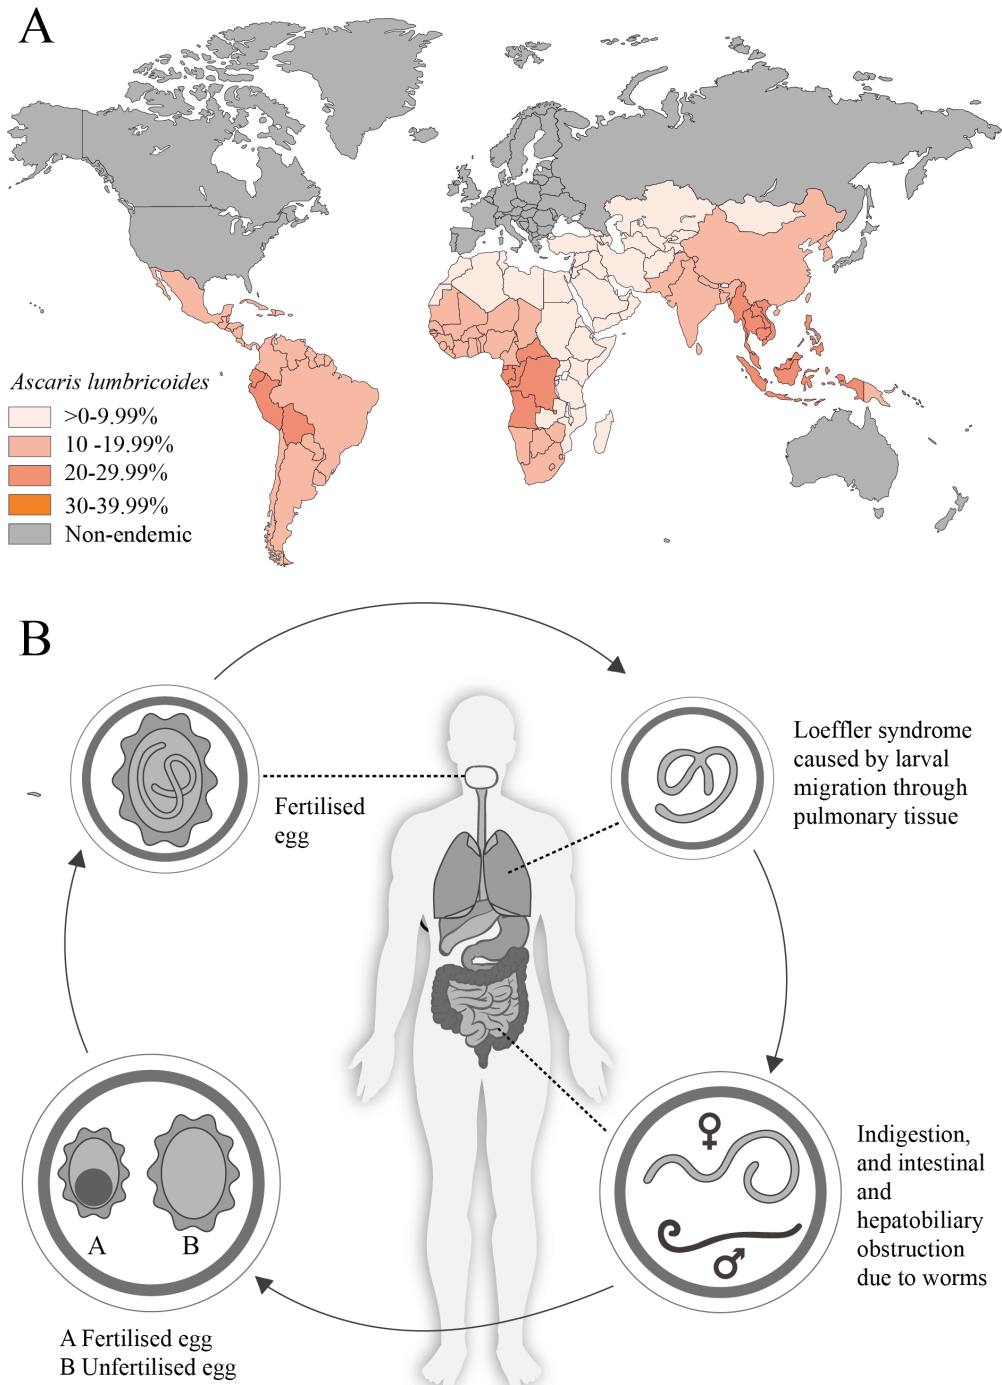 A
Ascaris lumbricoides
>0-9.99%
10 -19.99%
20-29.99%
30-39.99%
Non-endemic
B
Fertilised
egg
Loeffler syndrome
caused by larval
migration through
pulmonary tissue
Indigestion,
and intestinal
and
hepatobiliary
obstruction
due to worms
A B
A Fertilised egg
B Unfertilised egg